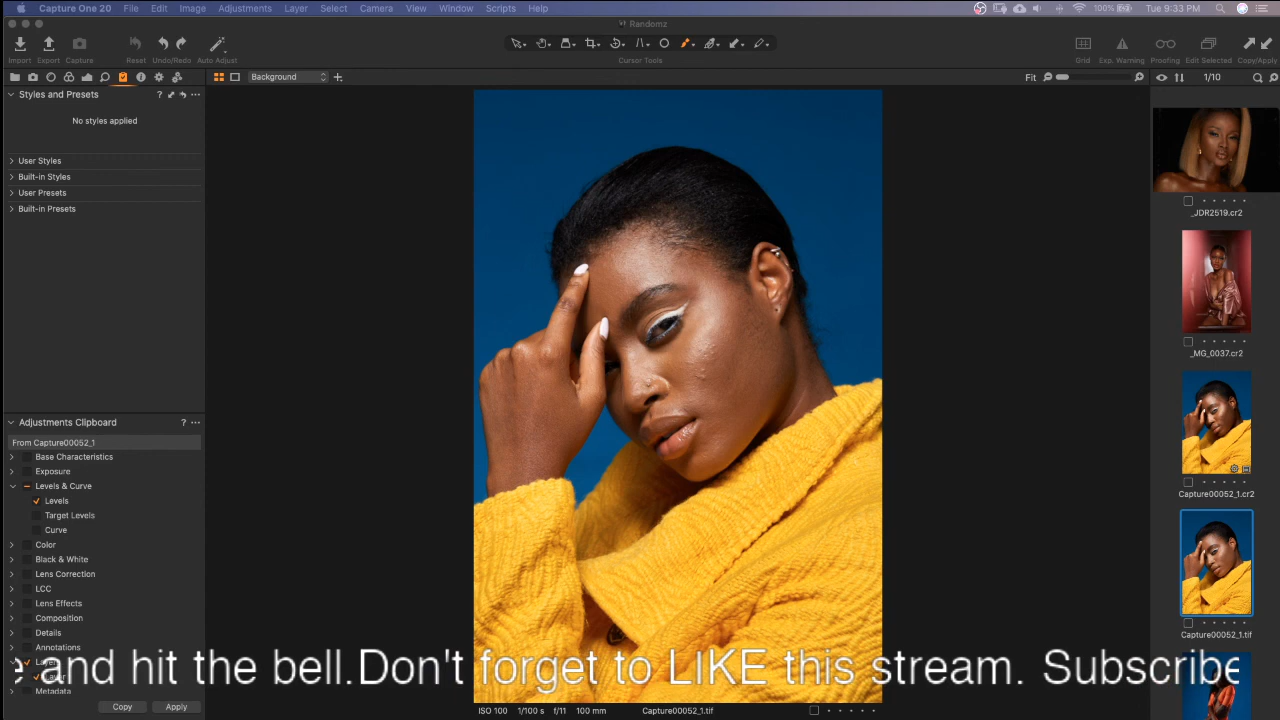 Capture One 20 File Edit Image Adjustments Layer Select Camera View Window Scripts Help 100% Tue 9:33 PM
Randomz
Import Export Capture Reset Undo/Redo Auto Adjust Cursor Tools Grid Exp. Warning Proofing Edit Selected Copy/Apply
Background Fit 1/10
Styles and Presets ?
No styles applied
User Styles
Built-in Styles
User Presets
Built-in Presets
_JDR2519.cr2
_MG_0037.cr2
Capture00052_1.cr2
Capture00052_1.tif
Adjustments Clipboard ?
From Capture00052_1
Base Characteristics
Exposure
Levels & Curve
Levels
Target Levels
Curve
Color
Black & White
Lens Correction
LCC
Lens Effects
Composition
Details
Annotations
Metadata
and hit the bell.Don't forget to LIKE this stream. Subscribe
Copy Apply
ISO 100 1/100 s f/11 100 mm Capture00052_1.tif